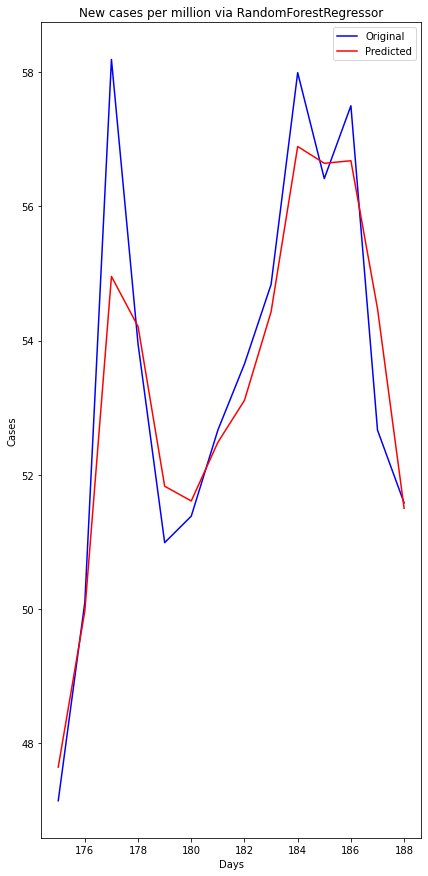 New cases per million via RandomForestRegressor
Original
Predicted
58
56
54
52
50
48
Cases
176 178 180 182 184 186 188
Days